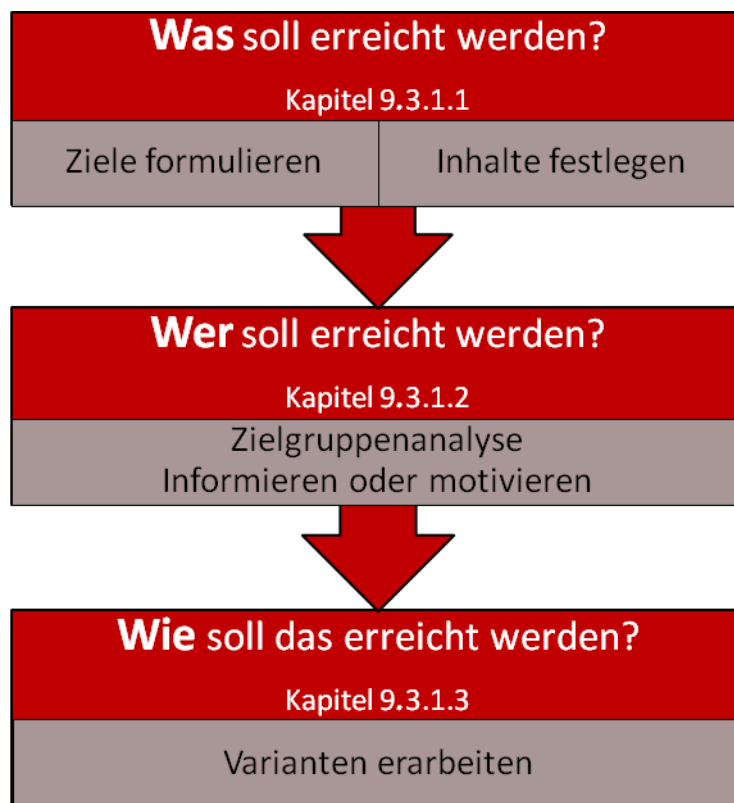 Was soll erreicht werden?
Kapitel 9.3.1.1
Ziele formulieren
Inhalte festlegen
Wer soll erreicht werden?
Kapitel 9.3.1.2
Zielgruppenanalyse
Informieren oder motivieren
Wie soll das erreicht werden?
Kapitel 9.3.1.3
Varianten erarbeiten